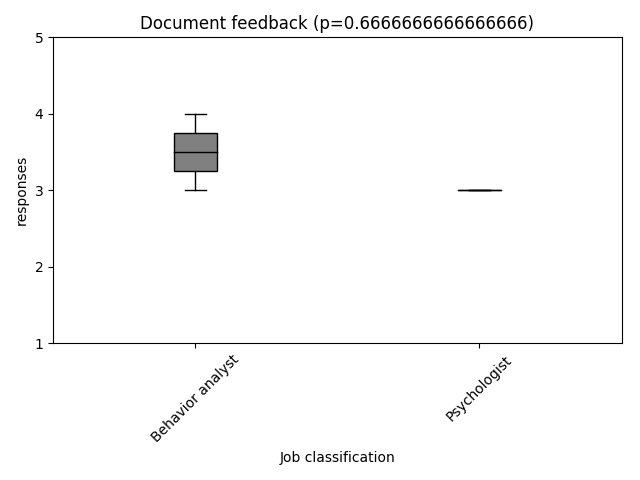 Document feedback (p=0.6666666666666666)
5
4
3
2
1
responses
Behavior analyst
Psychologist
Job classification